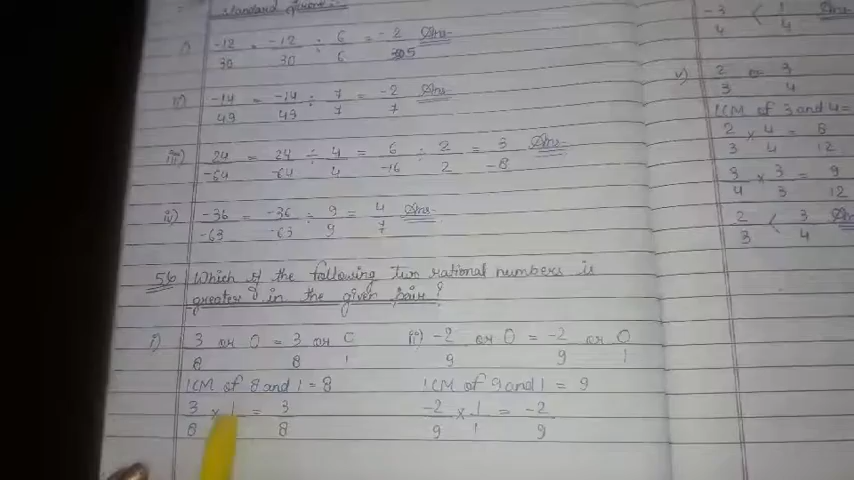 standard form:-
i) -12/30 = -12/30 ÷ 6/6 = -2/5 Ans
ii) -14/49 = -14/49 ÷ 7/7 = -2/7 Ans
iii) 24/-64 = 24/-64 ÷ 4/4 = 6/-16 ÷ 2/2 = 3/-8 Ans
iv) -36/-63 = -36/-63 ÷ 9/9 = 4/7 Ans
56 Which of the following two rational numbers is
greater in the given pair?
i) 3/8 or 0 = 3/8 or 0/1
LCM of 8 and 1 = 8
3/8 × 1 = 3/8
ii) -2/9 or 0 = -2/9 or 0/1
LCM of 9 and 1 = 9
-2/9 × 1/1 = -2/9
-3/4 < 1/4 Ans
v) 2/3 or 3/4
LCM of 3 and 4 =
2/3 × 4/4 = 8/12
3/4 × 3/3 = 9/12
2/3 < 3/4 Ans